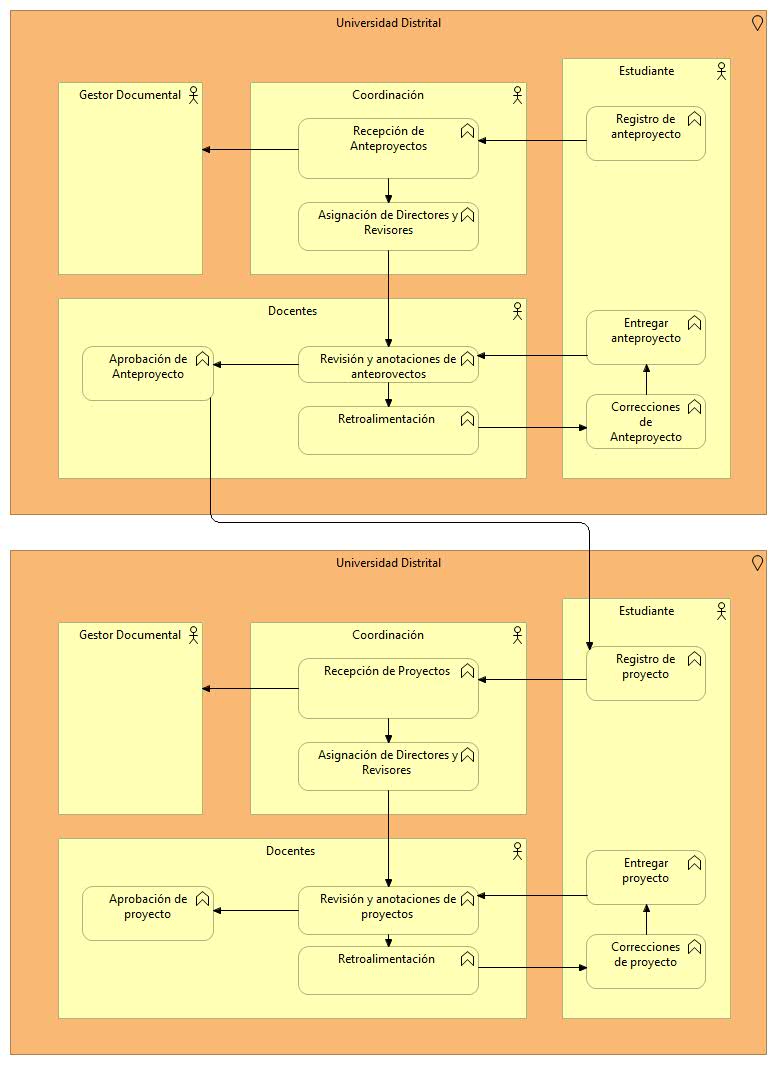 Universidad Distrital
Gestor Documental
Coordinación
Estudiante
Recepción de
Anteproyectos
Registro de
anteproyecto
Asignación de Directores y
Revisores
Docentes
Aprobación de
Anteproyecto
Revisión y anotaciones de
anteproyectos
Entregar
anteproyecto
Retroalimentación
Correcciones
de
Anteproyecto
Universidad Distrital
Gestor Documental
Coordinación
Estudiante
Recepción de Proyectos
Registro de
proyecto
Asignación de Directores y
Revisores
Docentes
Aprobación de
proyecto
Revisión y anotaciones de
proyectos
Entregar
proyecto
Retroalimentación
Correcciones
de proyecto